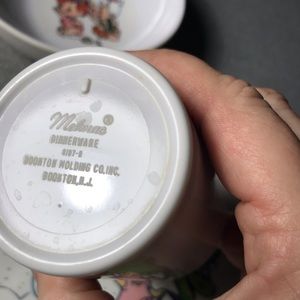 Melmac ®
DINNERWARE
BOONTON MOLDING CO.INC.
BOONTON,N.J.